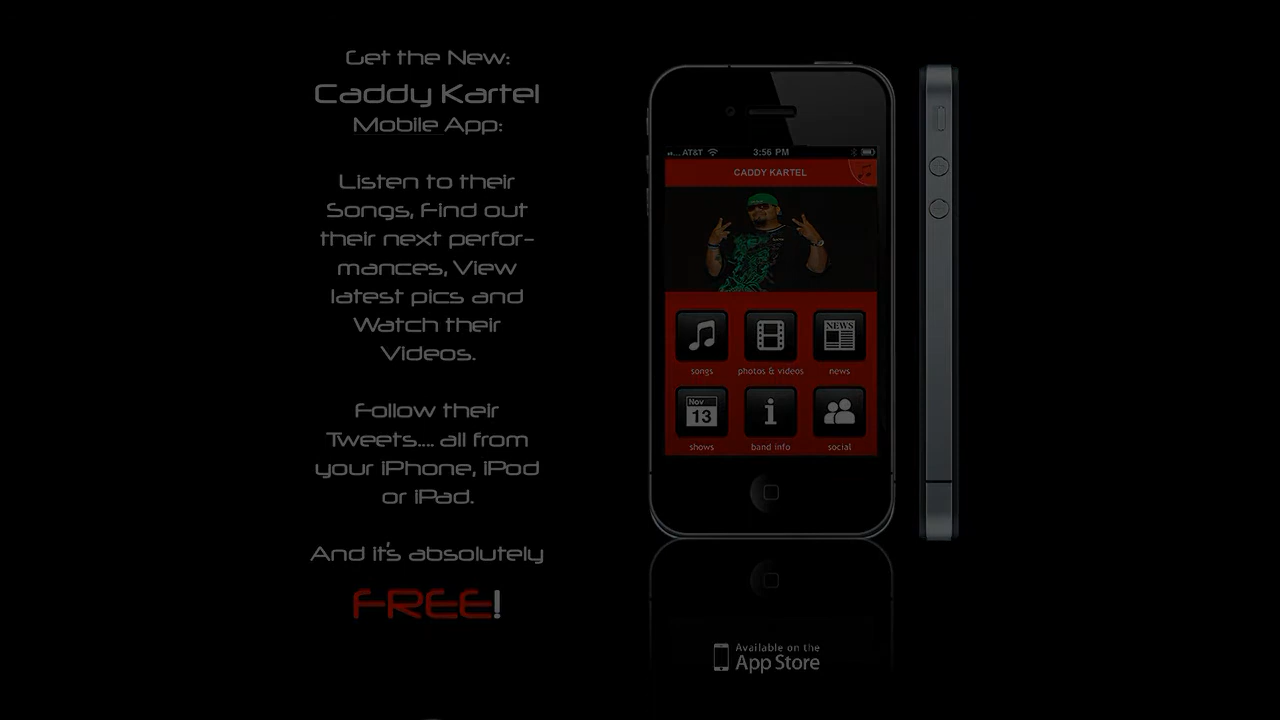 Get the New:
Caddy Kartel
Mobile App:
Listen to their
Songs, Find out
their next perfor-
mances, View
latest pics and
Watch their
Videos.
Follow their
Tweets.... all from
your iPhone, iPod
or iPad.
And it's absolutely
FREE!
AT&T 3:56 PM
CADDY KARTEL
NEWS
songs photos & videos news
Nov
13
i
shows band info social
Available on the
App Store